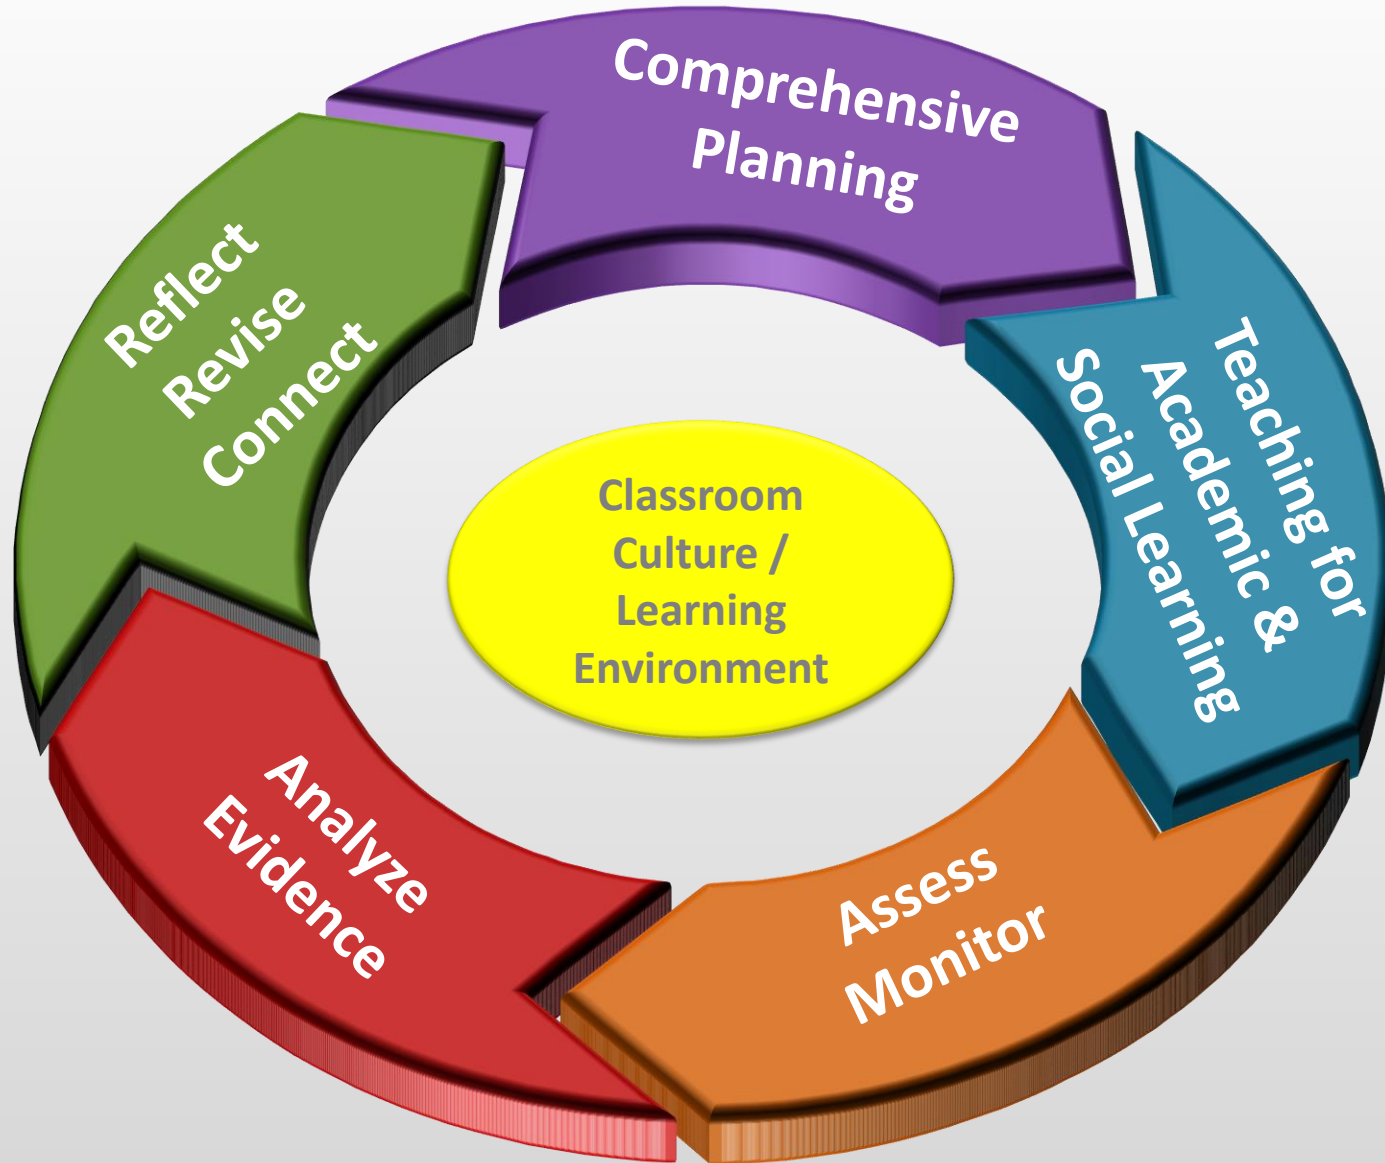 Comprehensive
Planning
Teaching for
Academic &
Social Learning
Assess
Monitor
Analyze
Evidence
Reflect
Revise
Connect
Classroom
Culture /
Learning
Environment